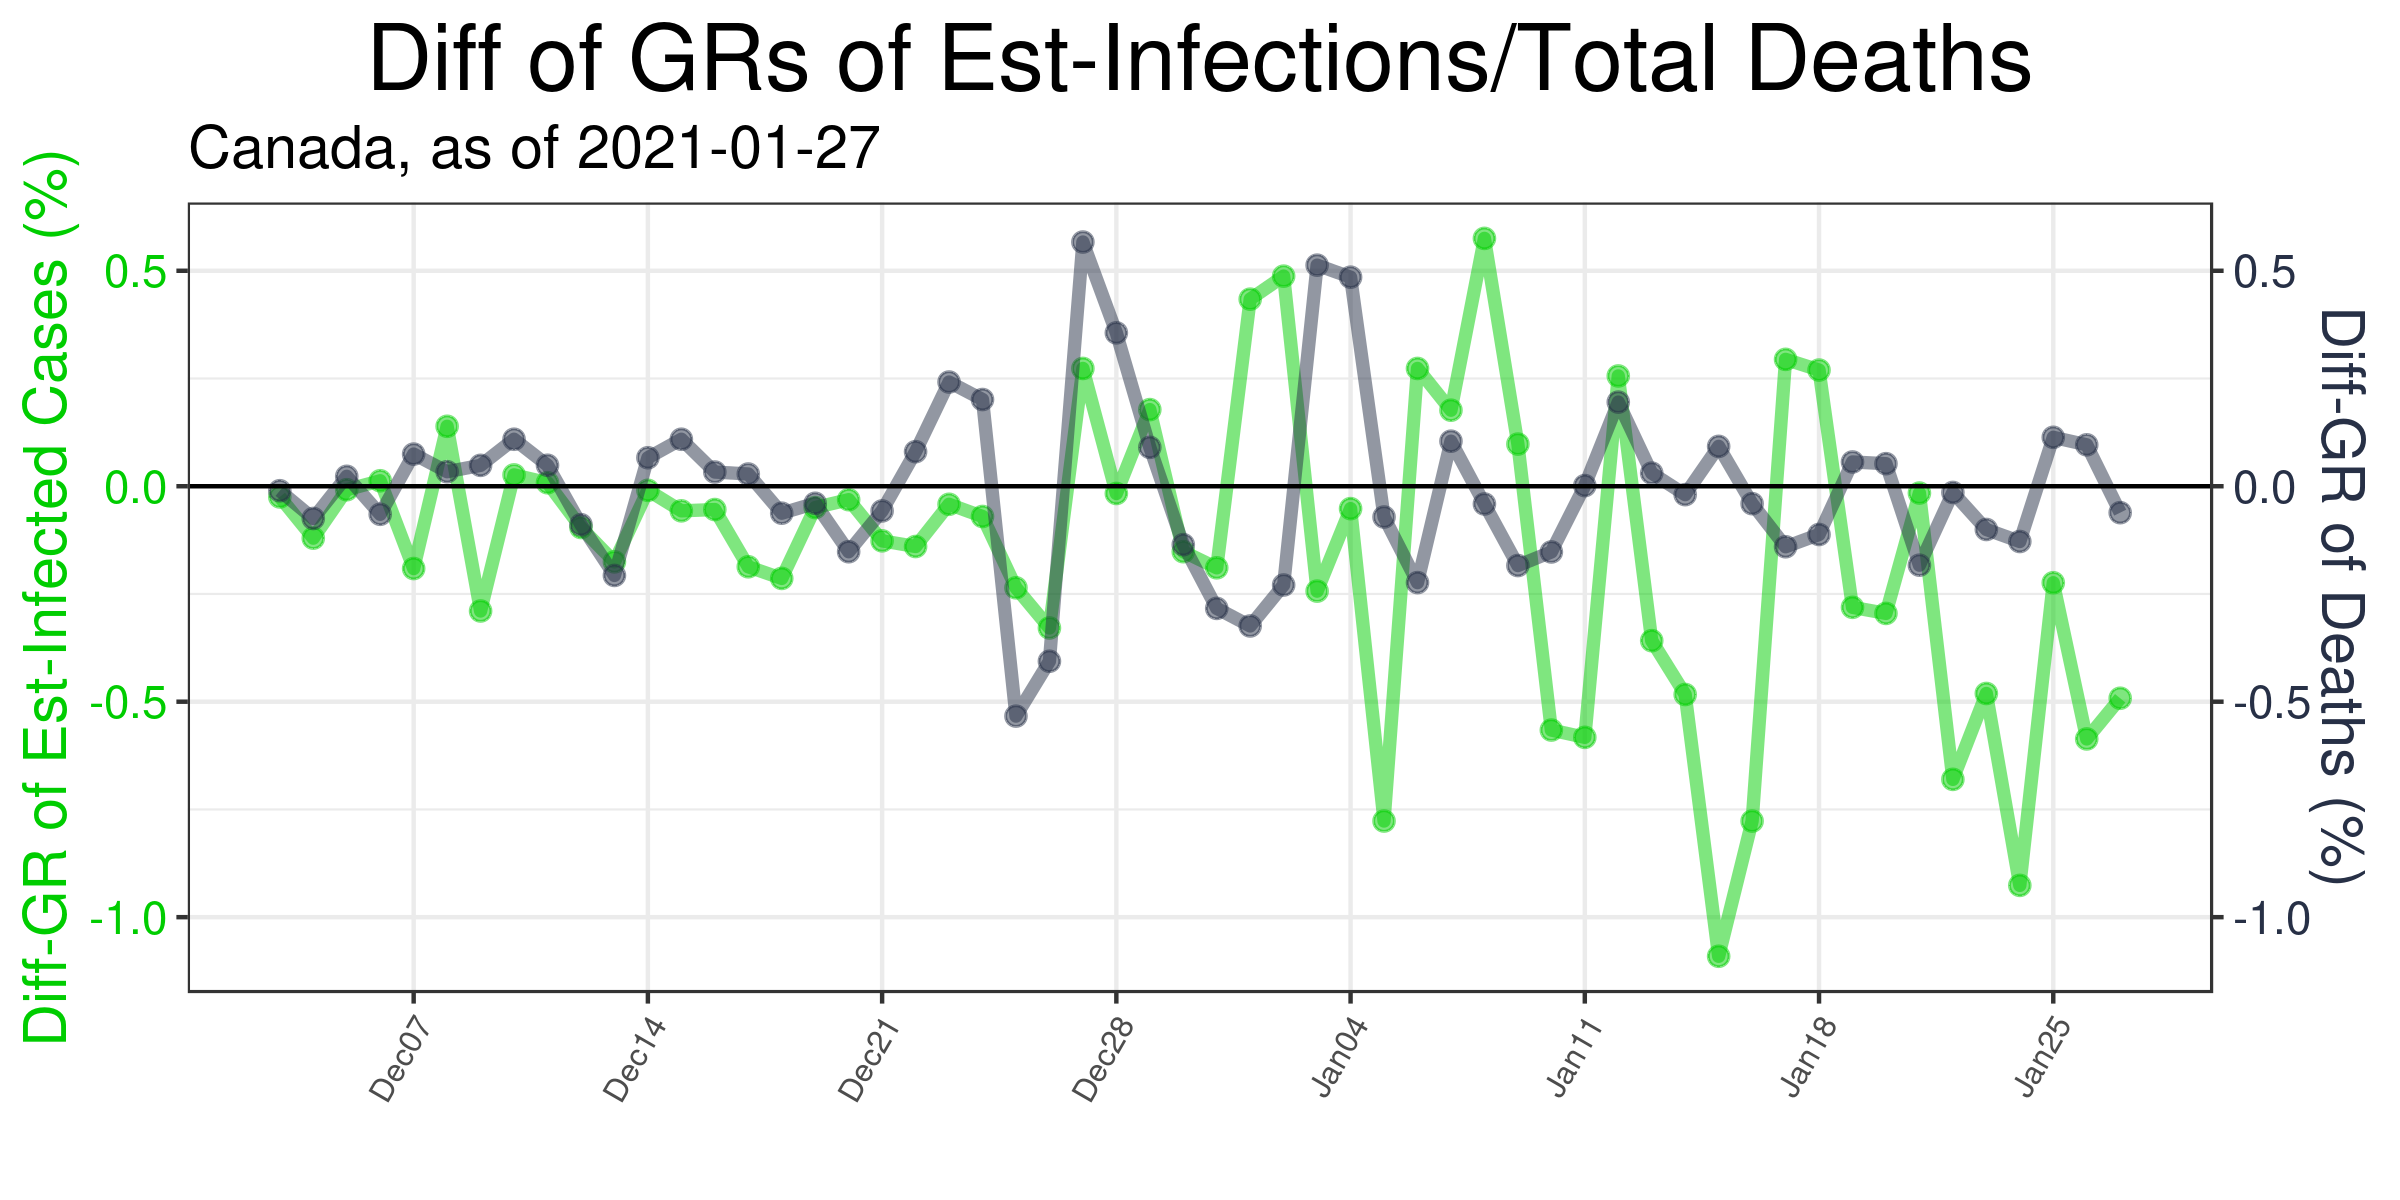 Diff of GRs of Est-Infections/Total Deaths
Canada, as of 2021-01-27
Diff-GR of Est-Infected Cases (%)
0.5
0.0
-0.5
-1.0
0.5
0.0
-0.5
-1.0
Diff-GR of Deaths (%)
Dec07
Dec14
Dec21
Dec28
Jan04
Jan11
Jan18
Jan25